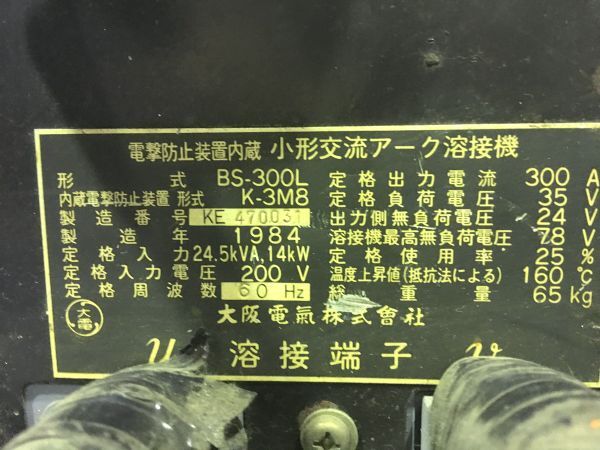 電撃防止装置内蔵 小形交流アーク溶接機
形式 BS-300L 定格出力電流 300 A
内蔵電撃防止装置 形式 K-3M8 定格負荷電圧 35 V
製造番号 KE 470031 出力側無負荷電圧 24 V
製造年 1984 溶接機最高無負荷電圧 78 V
定格入力 24.5kVA,14kW 定格使用率 25 %
定格入力電圧 200 V 温度上昇値(抵抗法による) 160 ℃
定格周波数 60 Hz 総重量 65 kg
大電 大阪電氣株式會社
U 溶接端子 V